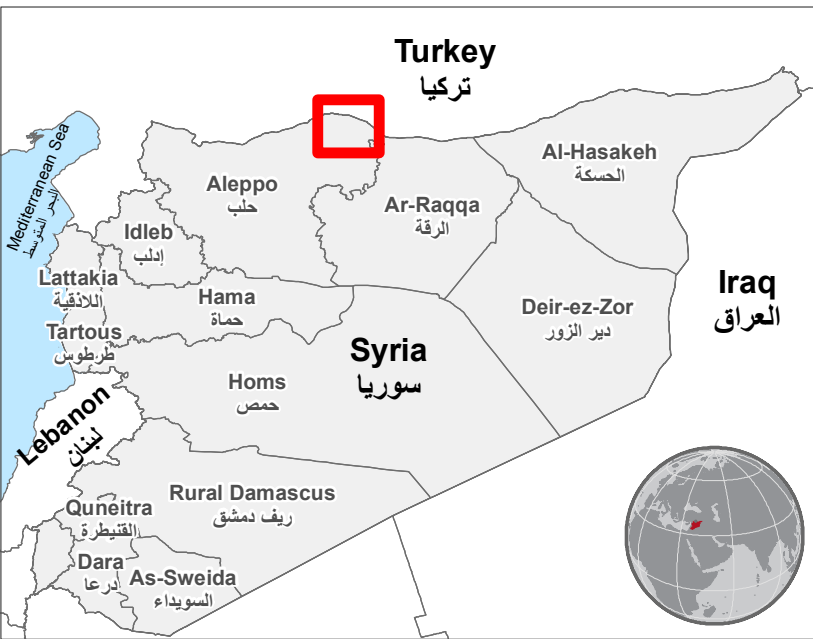 Turkey
تركيا
Mediterranean Sea
البحر المتوسط
Al-Hasakeh
الحسكة
Aleppo
حلب
Ar-Raqqa
الرقة
Idleb
إدلب
Lattakia
اللاذقية
Hama
حماة
Iraq
العراق
Deir-ez-Zor
دير الزور
Tartous
طرطوس
Syria
سوريا
Homs
حمص
Lebanon
لبنان
Rural Damascus
ريف دمشق
Quneitra
القنيطرة
Dara
درعا
As-Sweida
السويداء